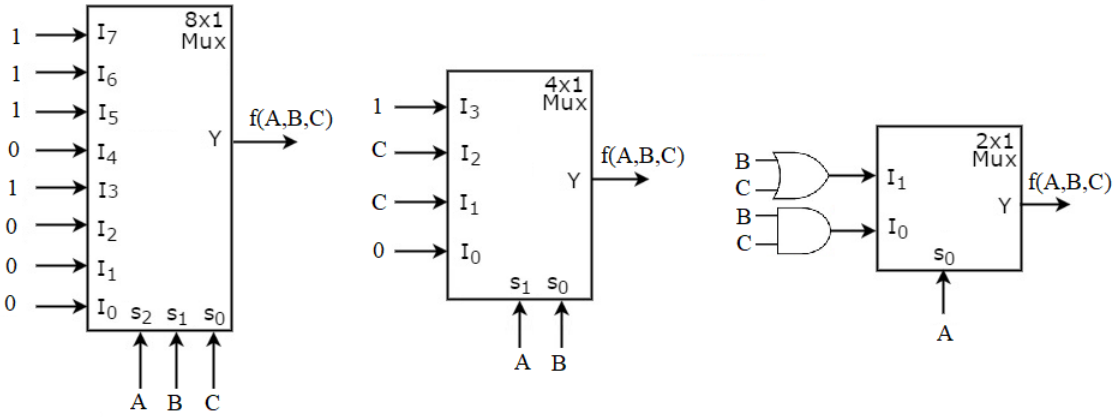 8x1
Mux
1 I7
1 I6
1 I5
0 I4
1 I3
0 I2
0 I1
0 I0
Y f(A,B,C)
S2 S1 S0
A B C
4x1
Mux
1 I3
C I2
C I1
0 I0
Y f(A,B,C)
S1 S0
A B
2x1
Mux
B
C
I1
B
C
I0
Y f(A,B,C)
S0
A